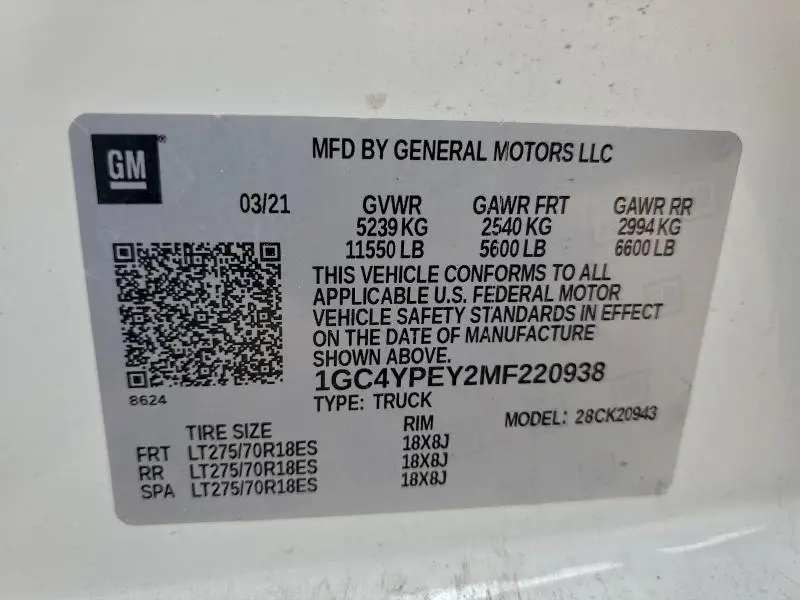 GM
MFD BY GENERAL MOTORS LLC
03/21 GVWR GAWR FRT GAWR RR
5239 KG 2540 KG 2994 KG
11550 LB 5600 LB 6600 LB
THIS VEHICLE CONFORMS TO ALL
APPLICABLE U.S. FEDERAL MOTOR
VEHICLE SAFETY STANDARDS IN EFFECT
ON THE DATE OF MANUFACTURE
SHOWN ABOVE.
8624
1GC4YPEY2MF220938
TYPE: TRUCK
MODEL: 28CK20943
TIRE SIZE RIM
FRT LT275/70R18ES 18X8J
RR LT275/70R18ES 18X8J
SPA LT275/70R18ES 18X8J